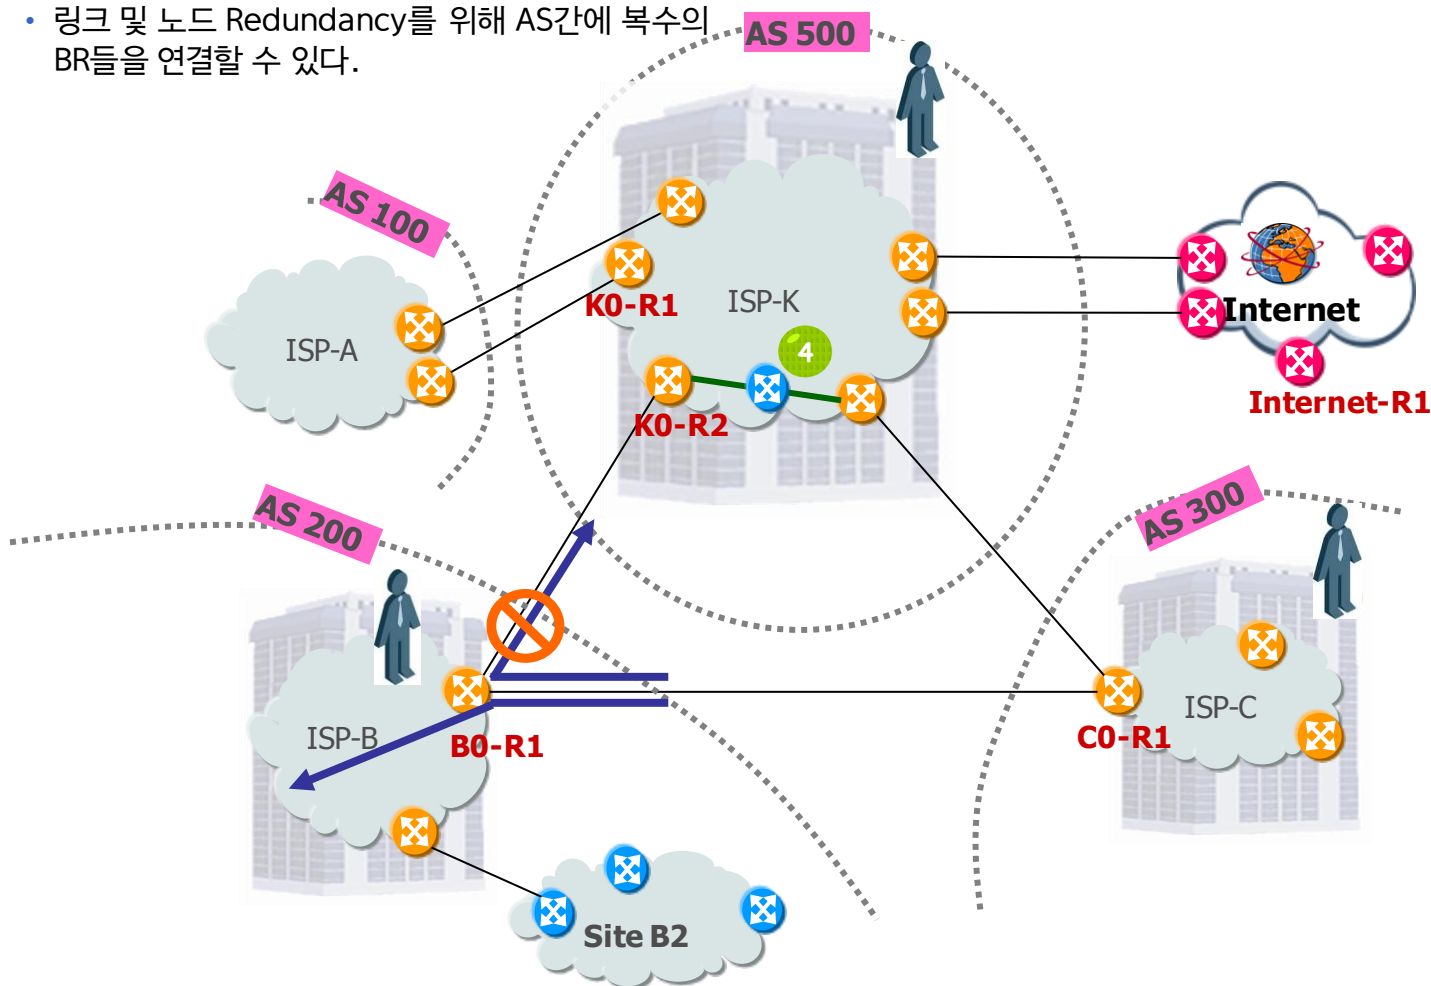 • 링크 및 노드 Redundancy를 위해 AS간에 복수의
BR들을 연결할 수 있다.
AS 500
AS 100
ISP-K
K0-R1
Internet
ISP-A
4
Internet-R1
K0-R2
AS 200
AS 300
ISP-B
B0-R1
ISP-C
C0-R1
Site B2